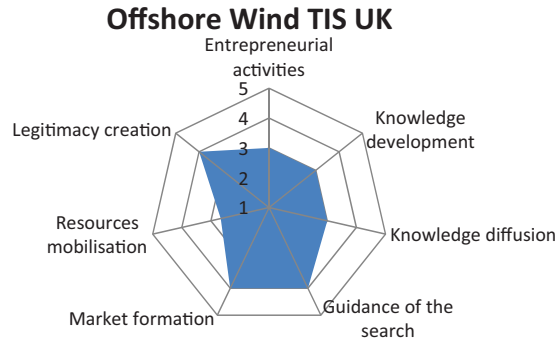 Offshore Wind TIS UK
Entrepreneurial
activities
5
4
3
2
1
Knowledge
development
Knowledge diffusion
Guidance of the
search
Market formation
Resources
mobilisation
Legitimacy creation